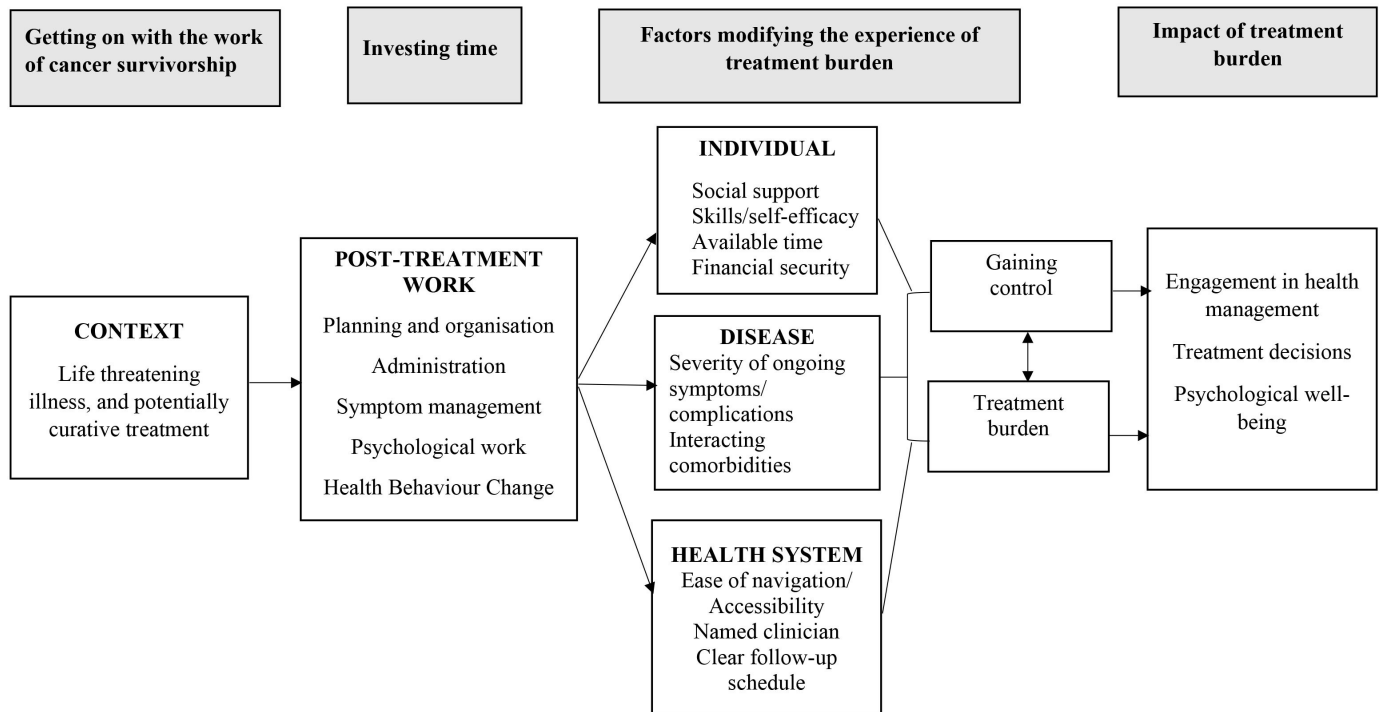 Getting on with the work
of cancer survivorship
Investing time
Factors modifying the experience of
treatment burden
Impact of treatment
burden
CONTEXT
Life threatening
illness, and potentially
curative treatment
POST-TREATMENT
WORK
Planning and organisation
Administration
Symptom management
Psychological work
Health Behaviour Change
INDIVIDUAL
Social support
Skills/self-efficacy
Available time
Financial security
DISEASE
Severity of ongoing
symptoms/
complications
Interacting
comorbidities
HEALTH SYSTEM
Ease of navigation/
Accessibility
Named clinician
Clear follow-up
schedule
Gaining
control
Treatment
burden
Engagement in health
management
Treatment decisions
Psychological well-
being